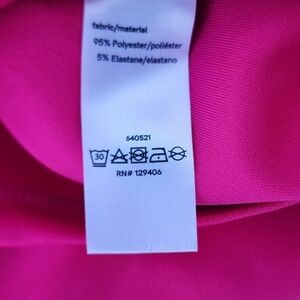 fabric/material
95% Polyester/poliéster
5% Elastane/elastano
640521
30
RN# 129406